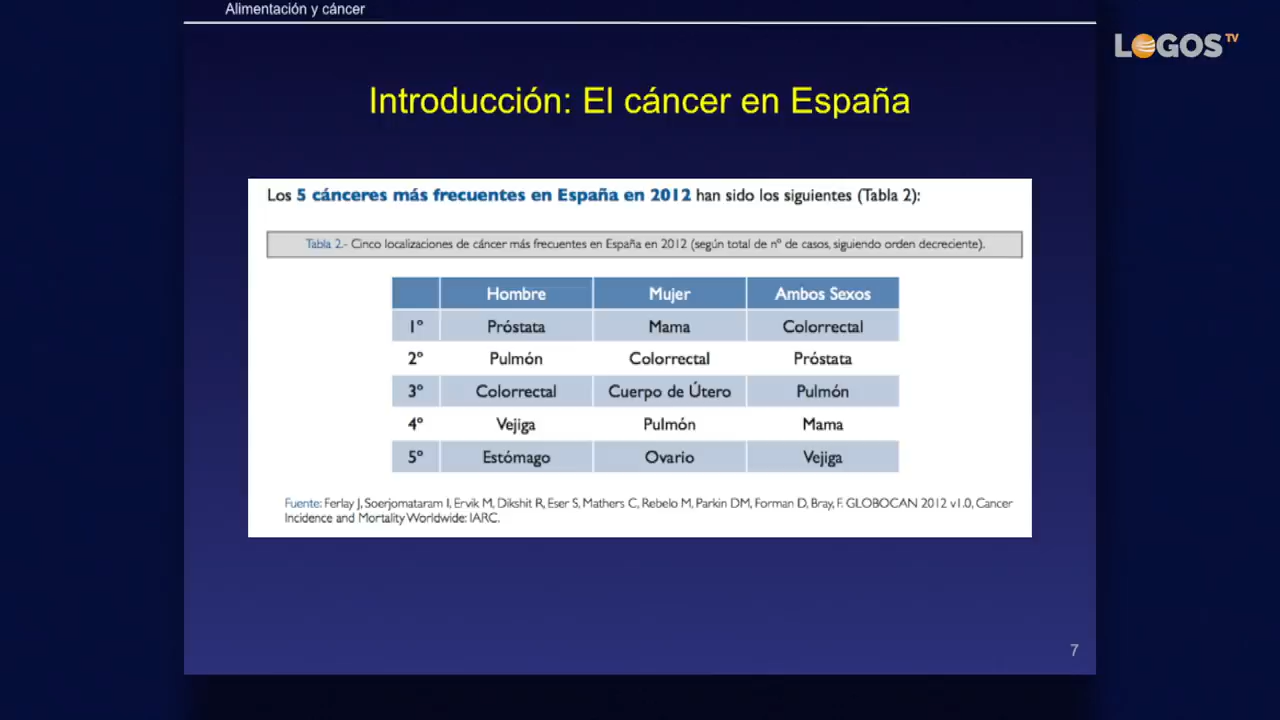 Alimentación y cáncer
LOGOS TV
Introducción: El cáncer en España
Los 5 cánceres más frecuentes en España en 2012 han sido los siguientes (Tabla 2):
Tabla 2.- Cinco localizaciones de cáncer más frecuentes en España en 2012 (según total de nº de casos, siguiendo orden decreciente).
Hombre Mujer Ambos Sexos
1º Próstata Mama Colorrectal
2º Pulmón Colorrectal Próstata
3º Colorrectal Cuerpo de Útero Pulmón
4º Vejiga Pulmón Mama
5º Estómago Ovario Vejiga
Fuente: Ferlay J, Soerjomataram I, Ervik M, Dikshit R, Eser S, Mathers C, Rebelo M, Parkin DM, Forman D, Bray, F. GLOBOCAN 2012 v1.0, Cancer
Incidence and Mortality Worldwide: IARC.
7